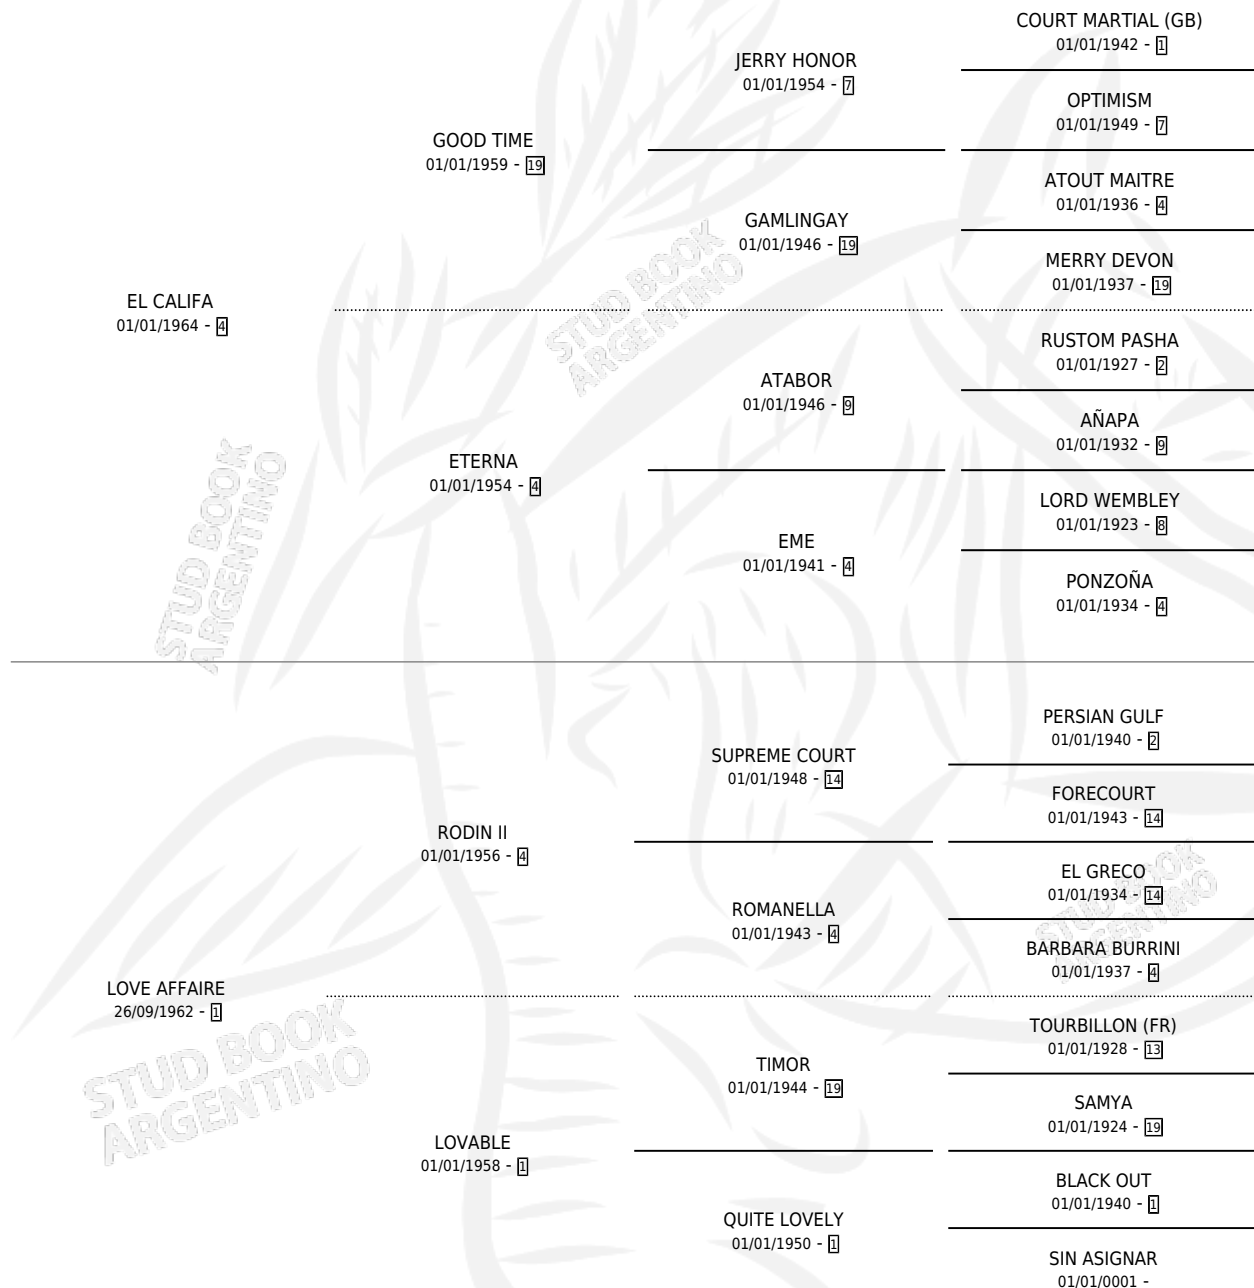 COURT MARTIAL (GB)
01/01/1942 - 1
JERRY HONOR
01/01/1954 - 7
OPTIMISM
01/01/1949 - 7
GOOD TIME
01/01/1959 - 19
ATOUT MAITRE
01/01/1936 - 4
GAMLINGAY
01/01/1946 - 19
MERRY DEVON
01/01/1937 - 19
EL CALIFA
01/01/1964 - 4
RUSTOM PASHA
01/01/1927 - 2
ATABOR
01/01/1946 - 9
AÑAPA
01/01/1932 - 9
ETERNA
01/01/1954 - 4
LORD WEMBLEY
01/01/1923 - 8
EME
01/01/1941 - 4
PONZOÑA
01/01/1934 - 4
PERSIAN GULF
01/01/1940 - 2
SUPREME COURT
01/01/1948 - 14
FORECOURT
01/01/1943 - 14
RODIN II
01/01/1956 - 4
EL GRECO
01/01/1934 - 14
ROMANELLA
01/01/1943 - 4
BARBARA BURRINI
01/01/1937 - 4
LOVE AFFAIRE
26/09/1962 - 1
TOURBILLON (FR)
01/01/1928 - 13
TIMOR
01/01/1944 - 19
SAMYA
01/01/1924 - 19
LOVABLE
01/01/1958 - 1
BLACK OUT
01/01/1940 - 1
QUITE LOVELY
01/01/1950 - 1
SIN ASIGNAR
01/01/0001 -
STUD BOOK
ARGENTINO
STUD BOOK
ARGENTINO
STUD BOOK
ARGENTINO
STUD BOOK
ARGENTINO